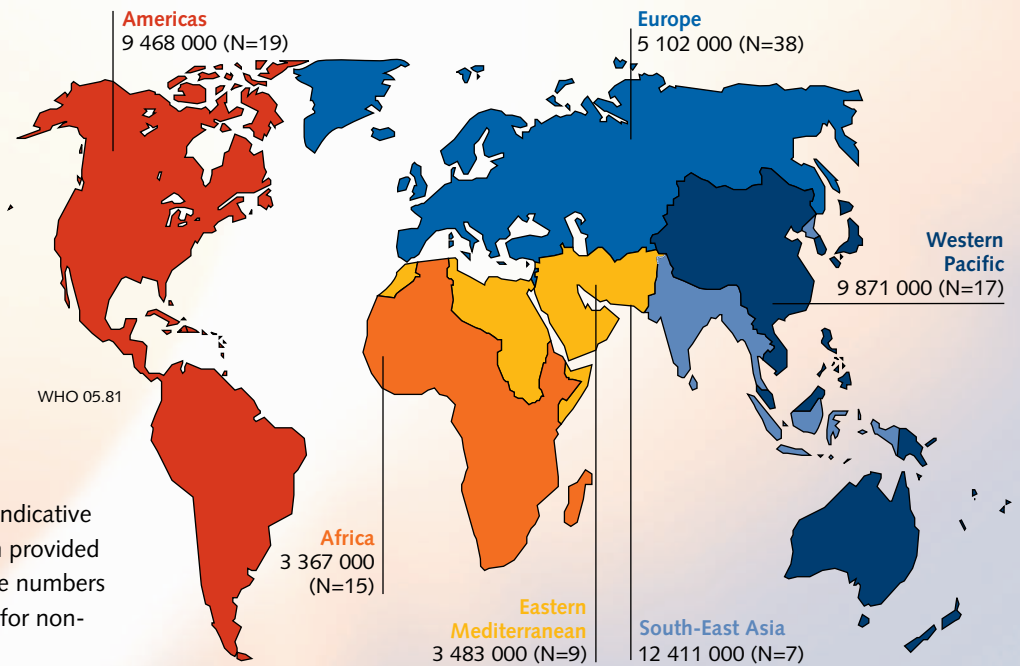 Americas
9 468 000 (N=19)
Europe
5 102 000 (N=38)
Western
Pacific
9 871 000 (N=17)
WHO 05.81
ndicative
provided
e numbers
for non-
Africa
3 367 000
(N=15)
Eastern
Mediterranean
3 483 000 (N=9)
South-East Asia
12 411 000 (N=7)